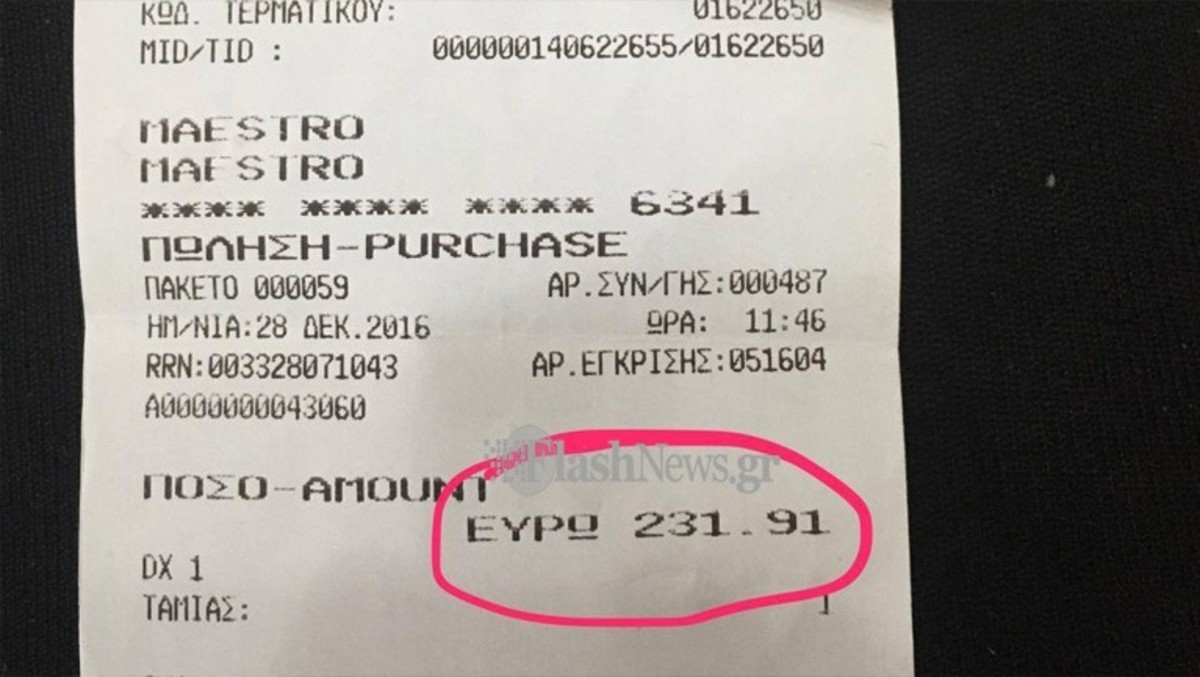 ΚΩΔ. ΤΕΡΜΑΤΙΚΟΥ: 01622650
MID/TID : 000000140622655/01622650
MAESTRO
MAESTRO
**** **** **** 6341
ΠΩΛΗΣΗ-PURCHASE
ΠΑΚΕΤΟ 000059 ΑΡ.ΣΥΝ/ΓΗΣ:000487
ΗΜ/ΝΙΑ:28 ΔΕΚ.2016 ΩΡΑ: 11:46
RRN:003328071043 ΑΡ.ΕΓΚΡΙΣΗΣ:051604
A0000000043060
FlashNews.gr
ΠΟΣΟ-AMOUNT
ΕΥΡΩ 231.91
DX 1
ΤΑΜΙΑΣ: 1